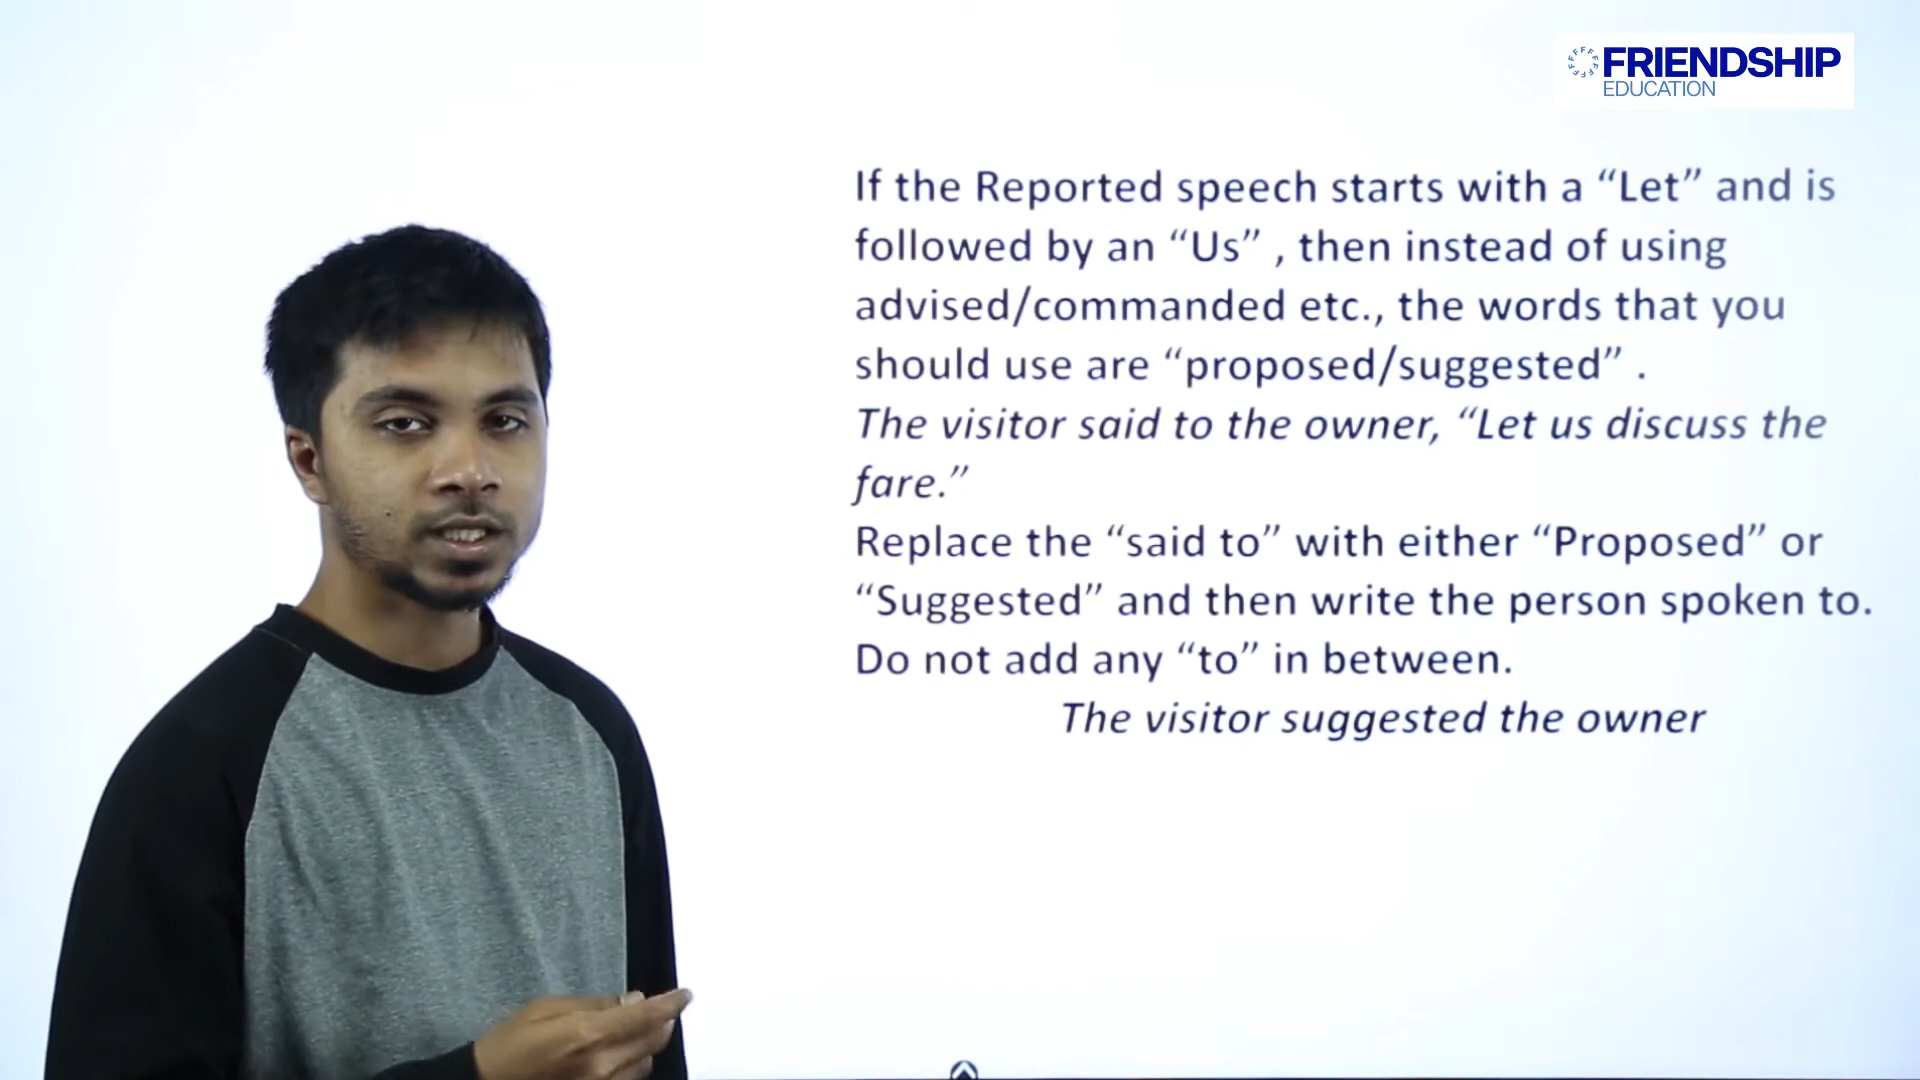 FRIENDSHIP
EDUCATION
If the Reported speech starts with a “Let” and is
followed by an “Us” , then instead of using
advised/commanded etc., the words that you
should use are “proposed/suggested” .
The visitor said to the owner, “Let us discuss the
fare.”
Replace the “said to” with either “Proposed” or
“Suggested” and then write the person spoken to.
Do not add any “to” in between.
The visitor suggested the owner